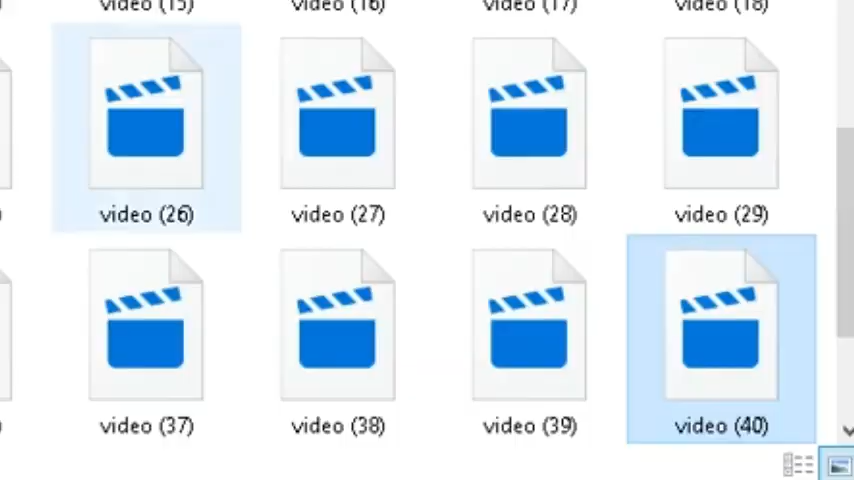 video (15) video (16) video (17) video (18)
video (26) video (27) video (28) video (29)
video (37) video (38) video (39) video (40)